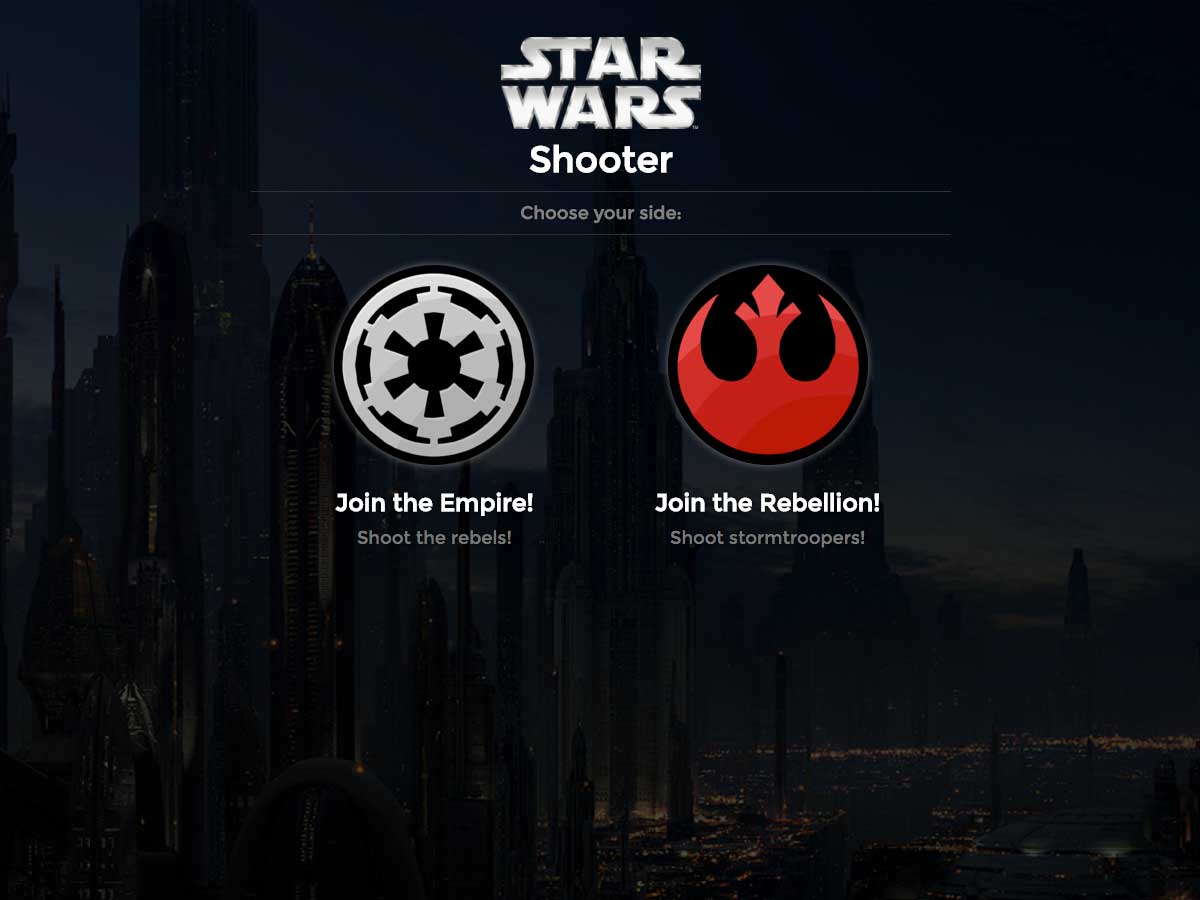 STAR
WARS
Shooter
Choose your side:
Join the Empire!
Shoot the rebels!
Join the Rebellion!
Shoot stormtroopers!